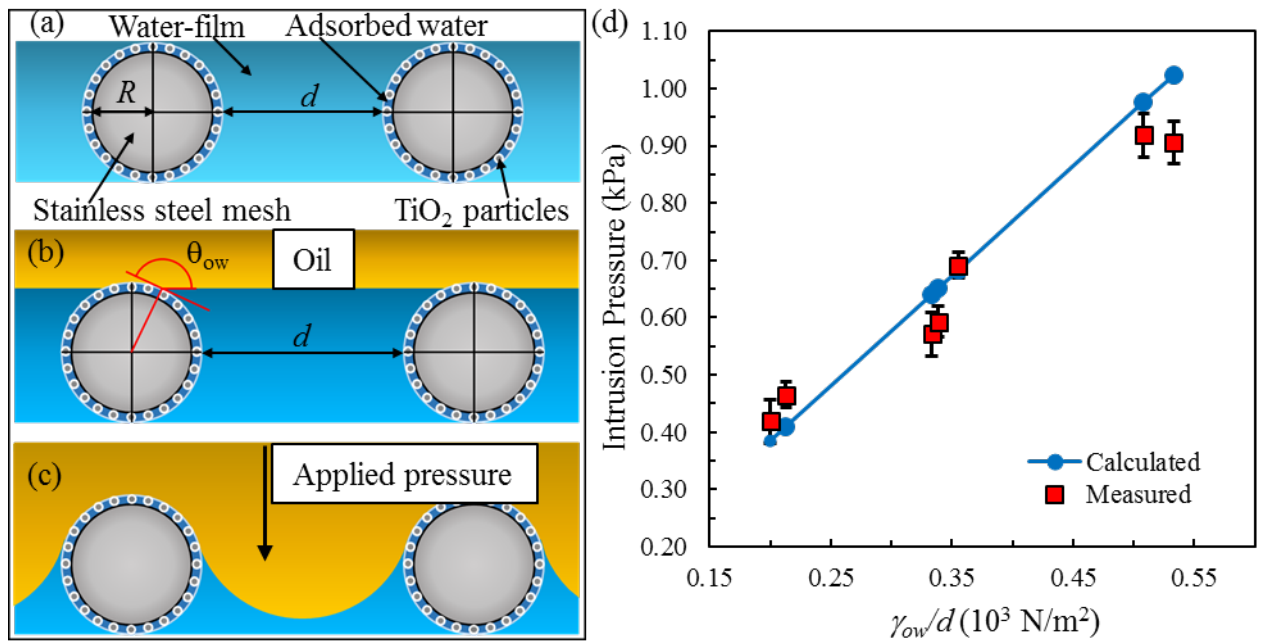 (a)
Water-film
Adsorbed water
R
d
Stainless steel mesh
TiO₂ particles
(b)
θow
Oil
d
(c)
Applied pressure
(d)
Intrusion Pressure (kPa)
1.10
1.00
0.90
0.80
0.70
0.60
0.50
0.40
0.30
0.20
Calculated
Measured
0.15 0.25 0.35 0.45 0.55
γow/d (10³ N/m²)